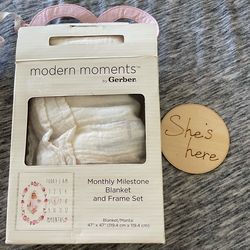 modern moments™
by Gerber
Monthly Milestone
Blanket
and Frame Set
Blanket/Manta:
47" x 47" (119.4 cm x 119.4 cm)
She's
here